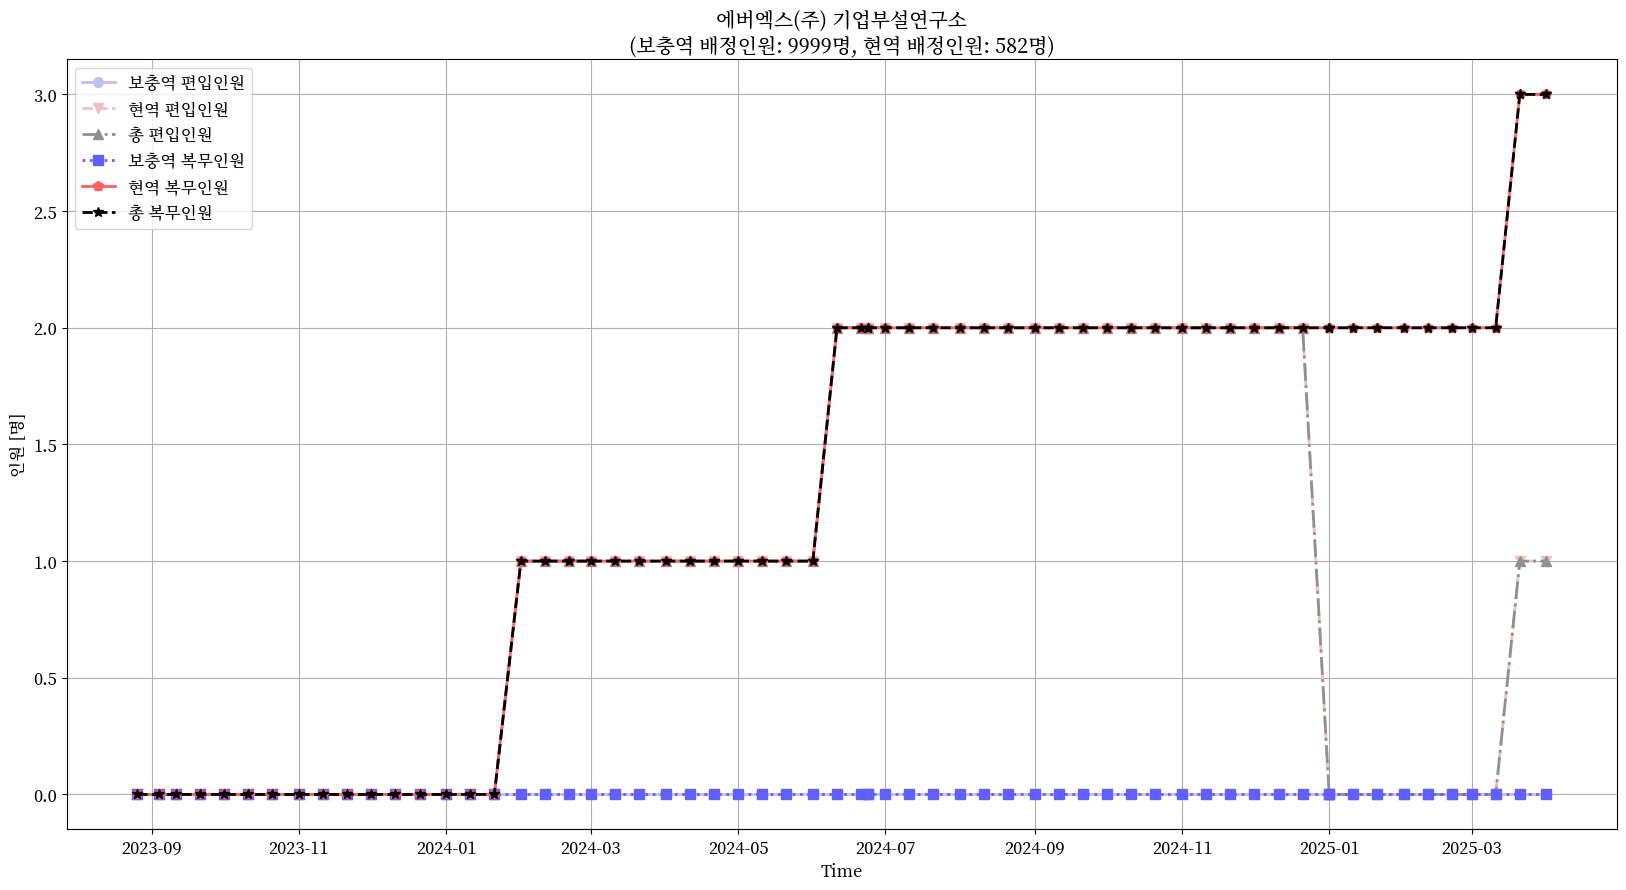 에버엑스(주) 기업부설연구소
(보충역 배정인원: 9999명, 현역 배정인원: 582명)
보충역 편입인원
현역 편입인원
총 편입인원
보충역 복무인원
현역 복무인원
총 복무인원
인원 [명]
3.0
2.5
2.0
1.5
1.0
0.5
0.0
2023-09
2023-11
2024-01
2024-03
2024-05
2024-07
2024-09
2024-11
2025-01
2025-03
Time